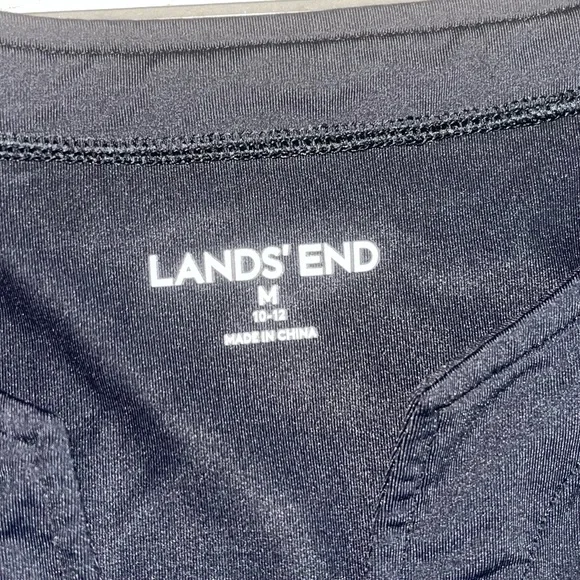 LANDS' END
M
10-12
MADE IN CHINA